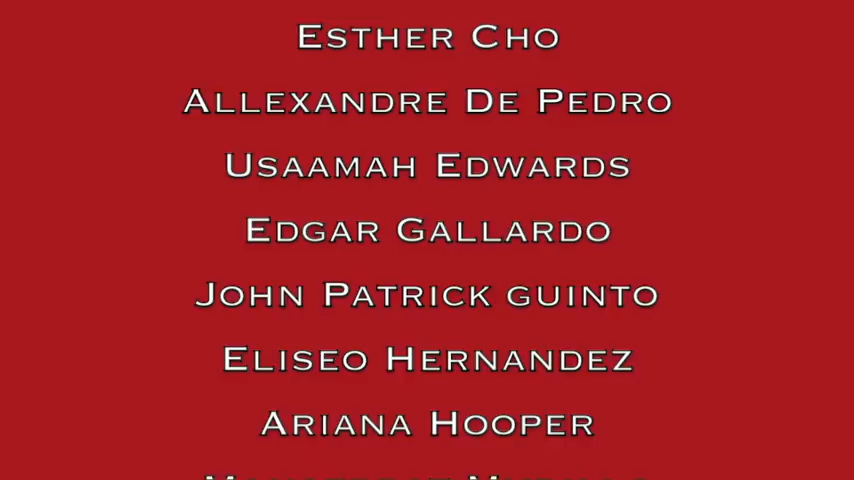 Esther Cho
Allexandre De Pedro
Usaamah Edwards
Edgar Gallardo
John Patrick guinto
Eliseo Hernandez
Ariana Hooper